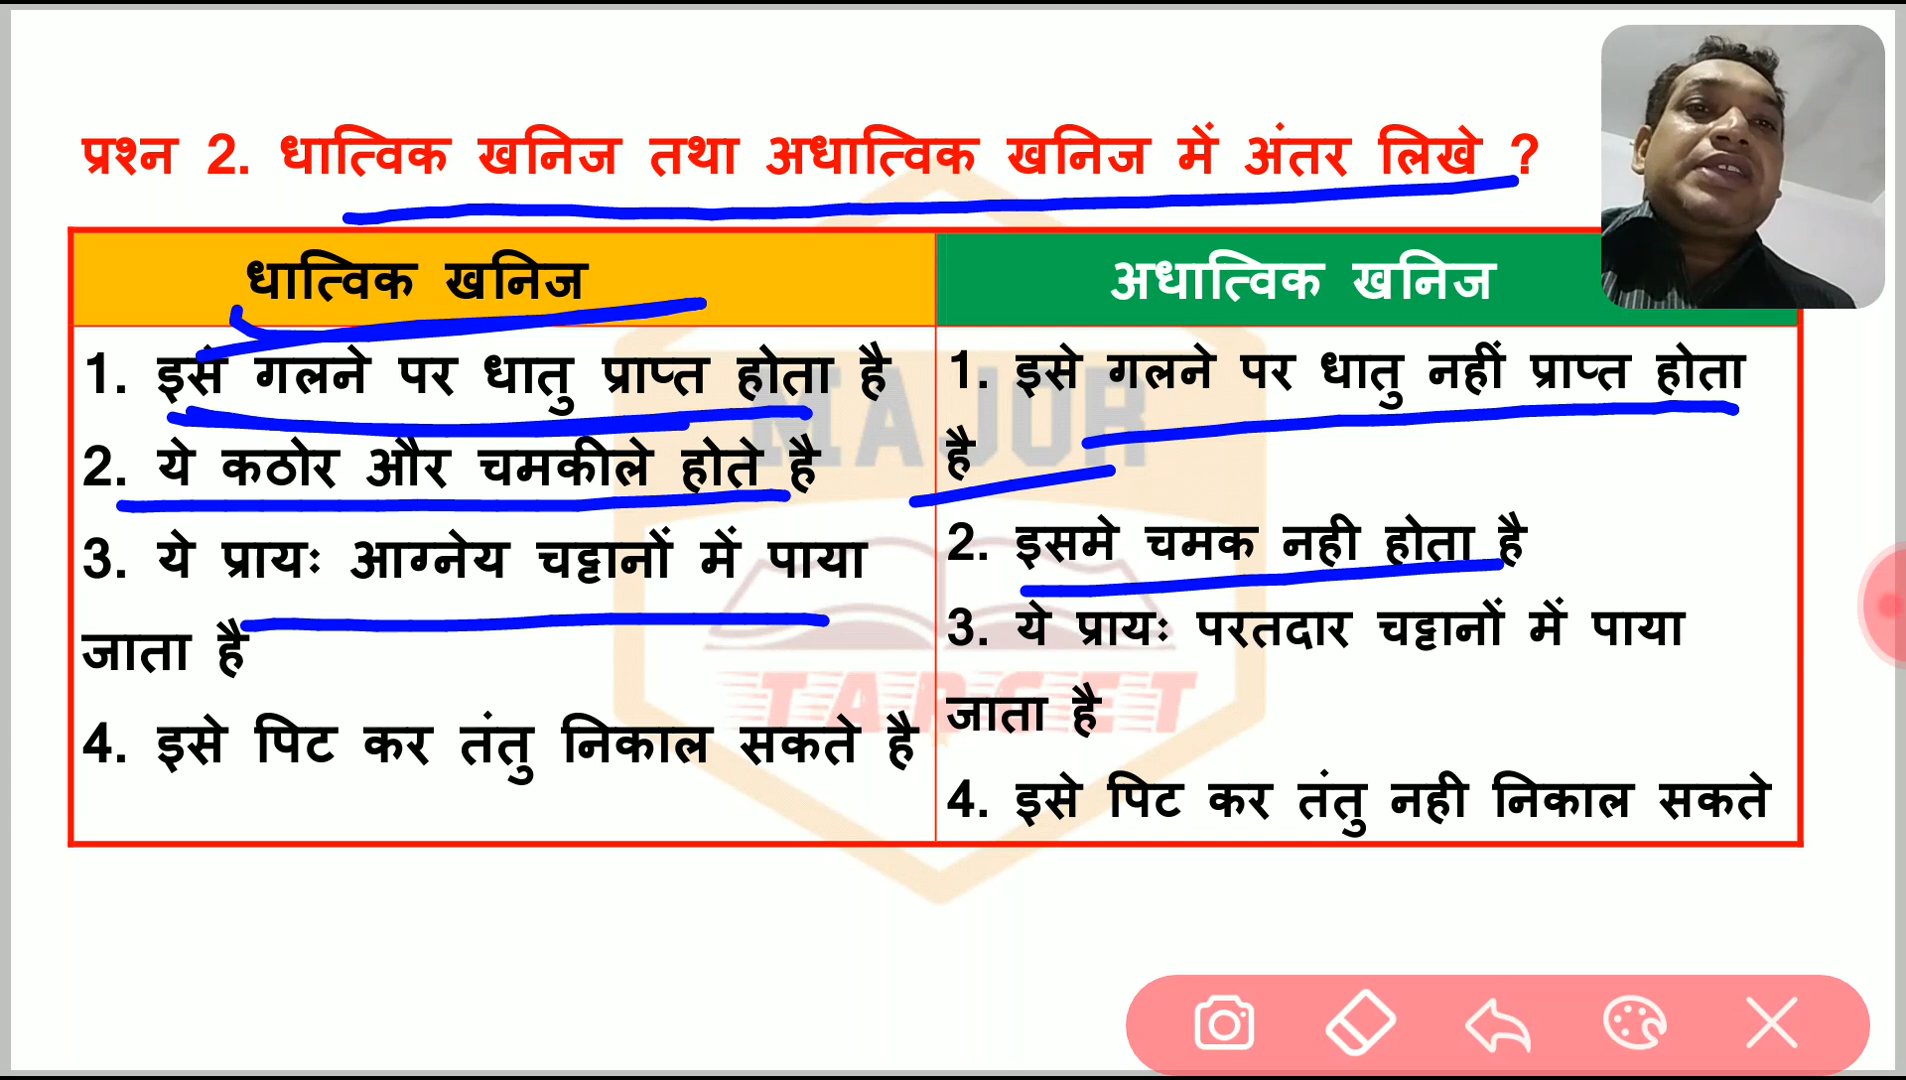 प्रश्न 2. धात्विक खनिज तथा अधात्विक खनिज में अंतर लिखे ?
धात्विक खनिज
1. इसे गलने पर धातु प्राप्त होता है
2. ये कठोर और चमकीले होते है
3. ये प्रायः आग्नेय चट्टानों में पाया
जाता है
4. इसे पिट कर तंतु निकाल सकते है
अधात्विक खनिज
1. इसे गलने पर धातु नहीं प्राप्त होता
है
2. इसमे चमक नही होता है
3. ये प्रायः परतदार चट्टानों में पाया
जाता है
4. इसे पिट कर तंतु नही निकाल सकते
MAJOR
TARGET